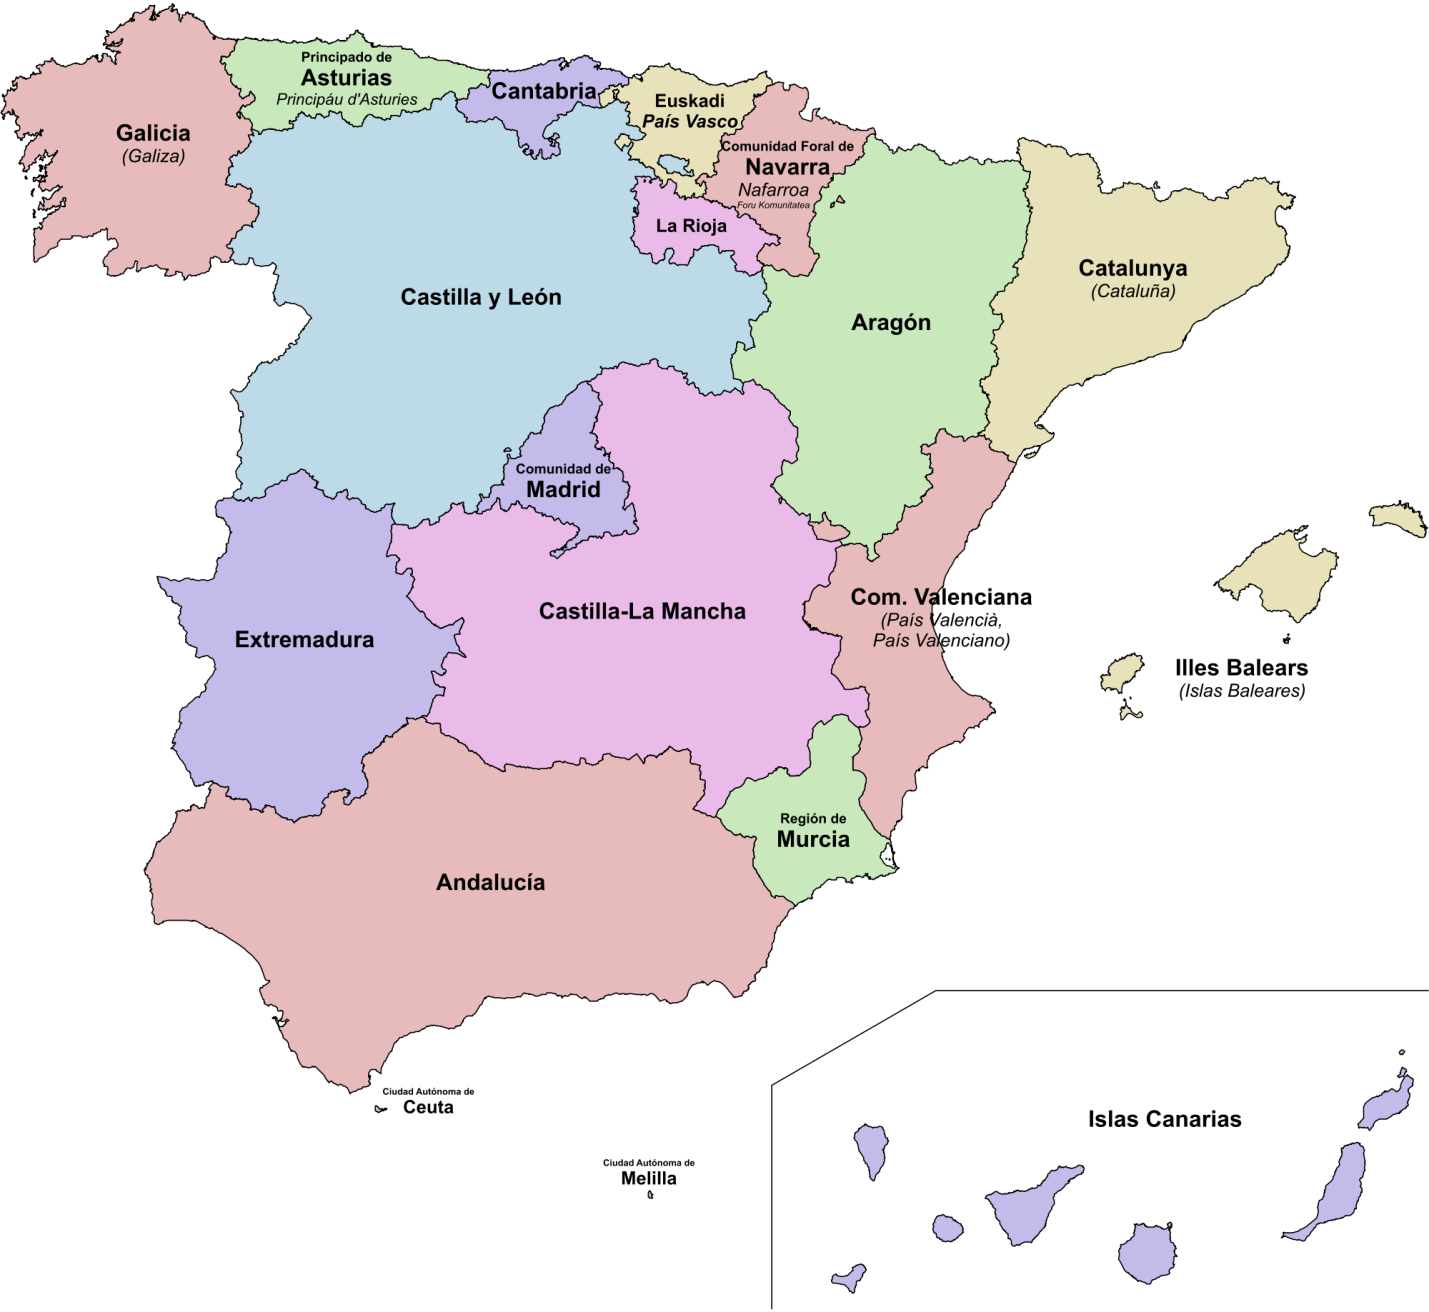 Principado de
Asturias
Principáu d'Asturies
Cantabria
Euskadi
País Vasco
Galicia
(Galiza)
Comunidad Foral de
Navarra
Nafarroa
Foru Komunitatea
La Rioja
Catalunya
(Cataluña)
Castilla y León
Aragón
Comunidad de
Madrid
Com. Valenciana
(País Valencià,
País Valenciano)
Castilla-La Mancha
Extremadura
Illes Balears
(Islas Baleares)
Región de
Murcia
Andalucía
Ciudad Autónoma de
Ceuta
Islas Canarias
Ciudad Autónoma de
Melilla